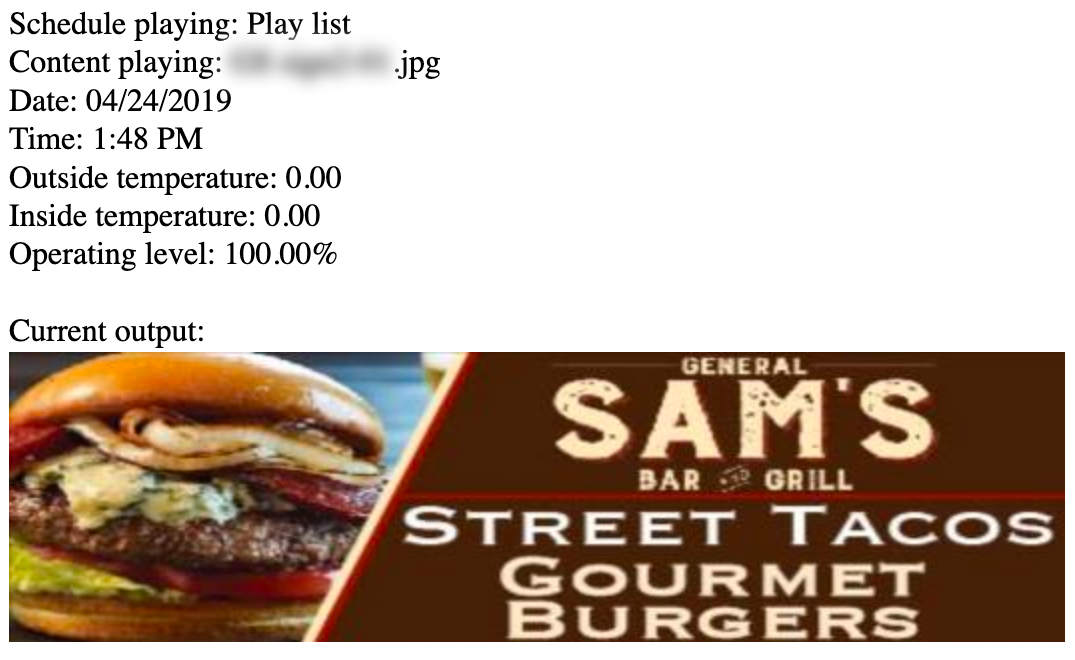 Schedule playing: Play list
Content playing: .jpg
Date: 04/24/2019
Time: 1:48 PM
Outside temperature: 0.00
Inside temperature: 0.00
Operating level: 100.00%
Current output:
GENERAL
SAM'S
BAR AND GRILL
STREET TACOS
GOURMET
BURGERS